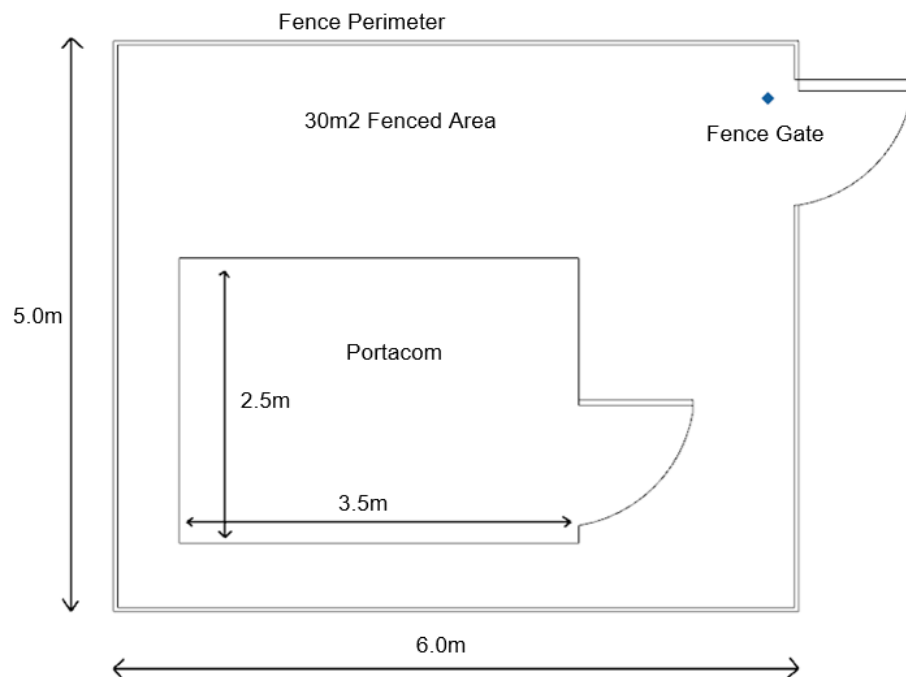 Fence Perimeter
30m2 Fenced Area
Fence Gate
5.0m
Portacom
2.5m
3.5m
6.0m